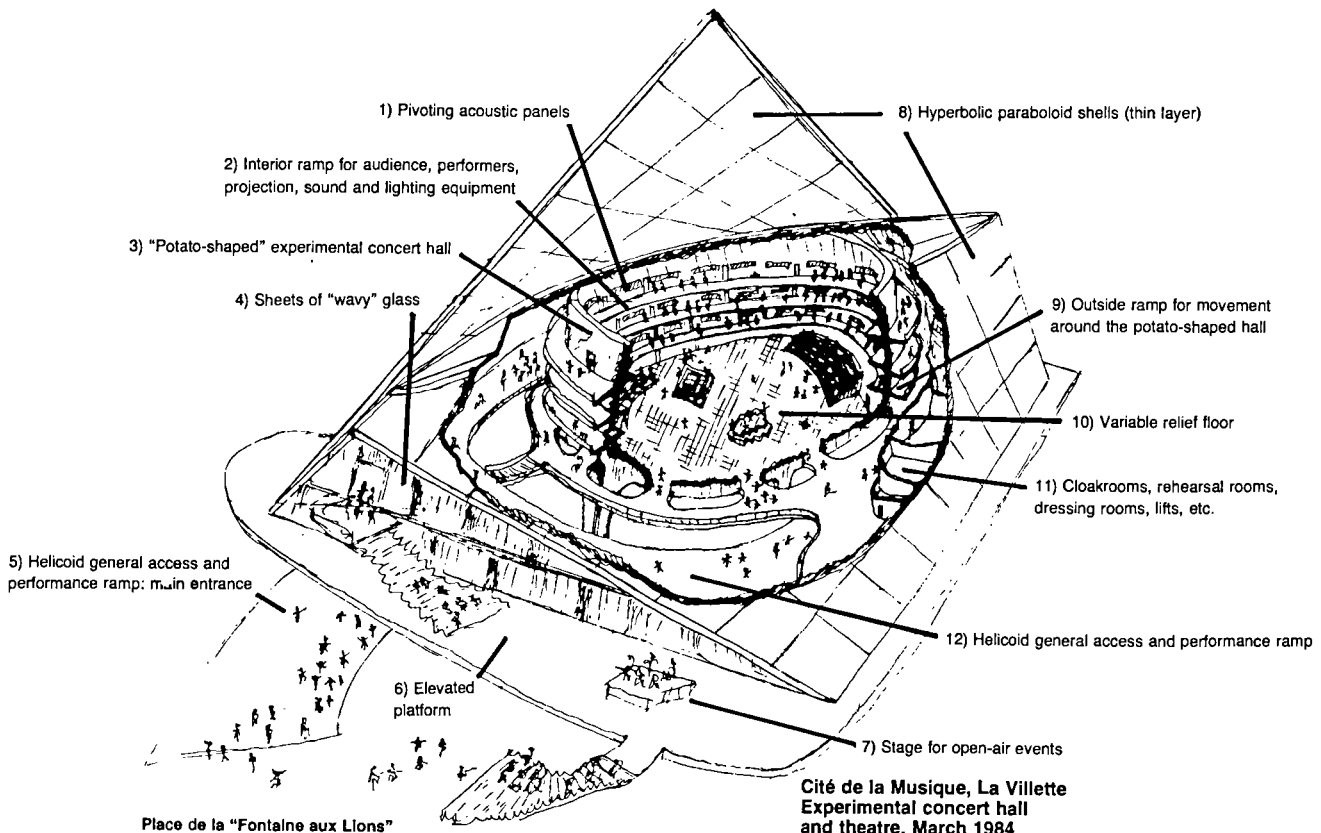 1) Pivoting acoustic panels
2) Interior ramp for audience, performers,
projection, sound and lighting equipment
3) "Potato-shaped" experimental concert hall
4) Sheets of "wavy" glass
5) Helicoid general access and
performance ramp: main entrance
6) Elevated
platform
7) Stage for open-air events
8) Hyperbolic paraboloid shells (thin layer)
9) Outside ramp for movement
around the potato-shaped hall
10) Variable relief floor
11) Cloakrooms, rehearsal rooms,
dressing rooms, lifts, etc.
12) Helicoid general access and performance ramp
Place de la "Fontaine aux Lions"
Cité de la Musique, La Villette
Experimental concert hall
and theatre, March 1984